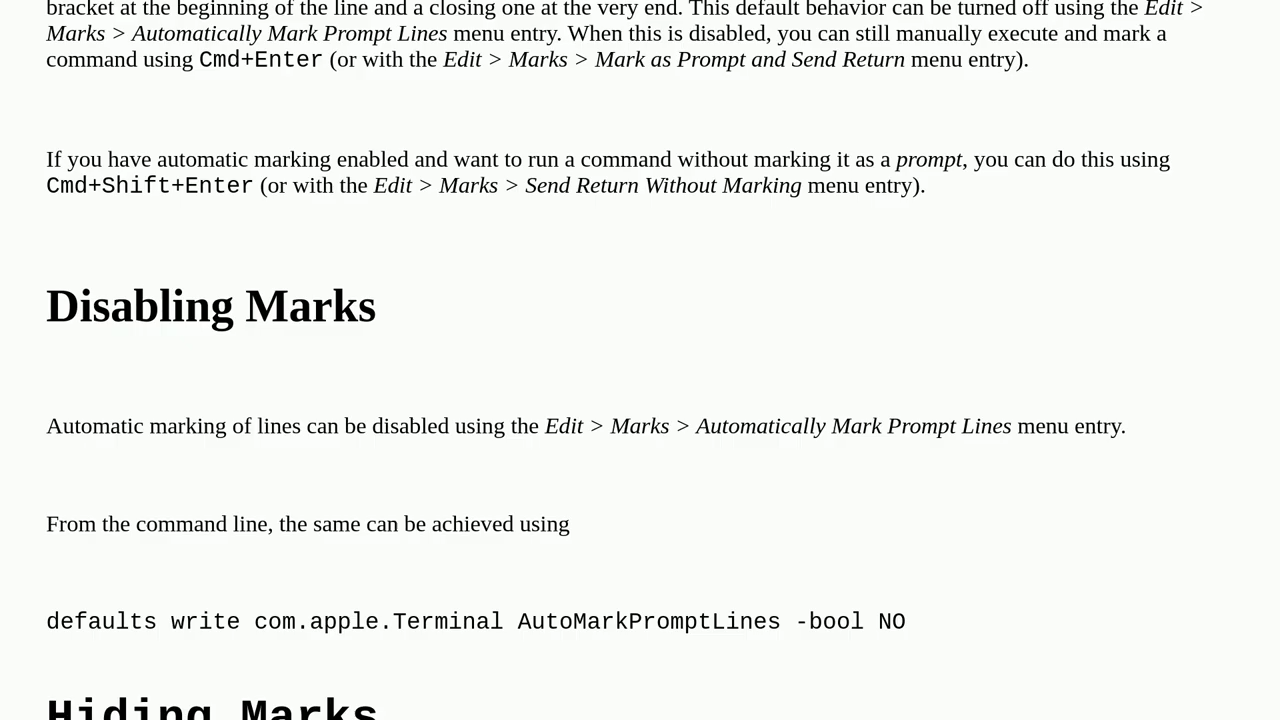 bracket at the beginning of the line and a closing one at the very end. This default behavior can be turned off using the Edit >
Marks > Automatically Mark Prompt Lines menu entry. When this is disabled, you can still manually execute and mark a
command using Cmd+Enter (or with the Edit > Marks > Mark as Prompt and Send Return menu entry).
If you have automatic marking enabled and want to run a command without marking it as a prompt, you can do this using
Cmd+Shift+Enter (or with the Edit > Marks > Send Return Without Marking menu entry).
Disabling Marks
Automatic marking of lines can be disabled using the Edit > Marks > Automatically Mark Prompt Lines menu entry.
From the command line, the same can be achieved using
defaults write com.apple.Terminal AutoMarkPromptLines -bool NO
Hiding Marks